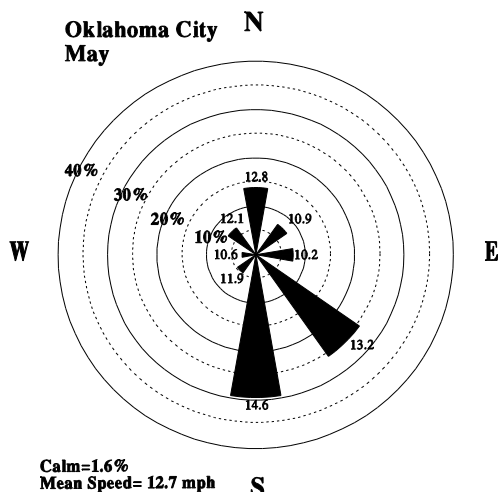 Oklahoma City
May
N
40%
30%
20%
10%
12.8
12.1
10.9
W
10.6
10.2
E
11.9
13.2
14.6
Calm=1.6%
Mean Speed= 12.7 mph
S